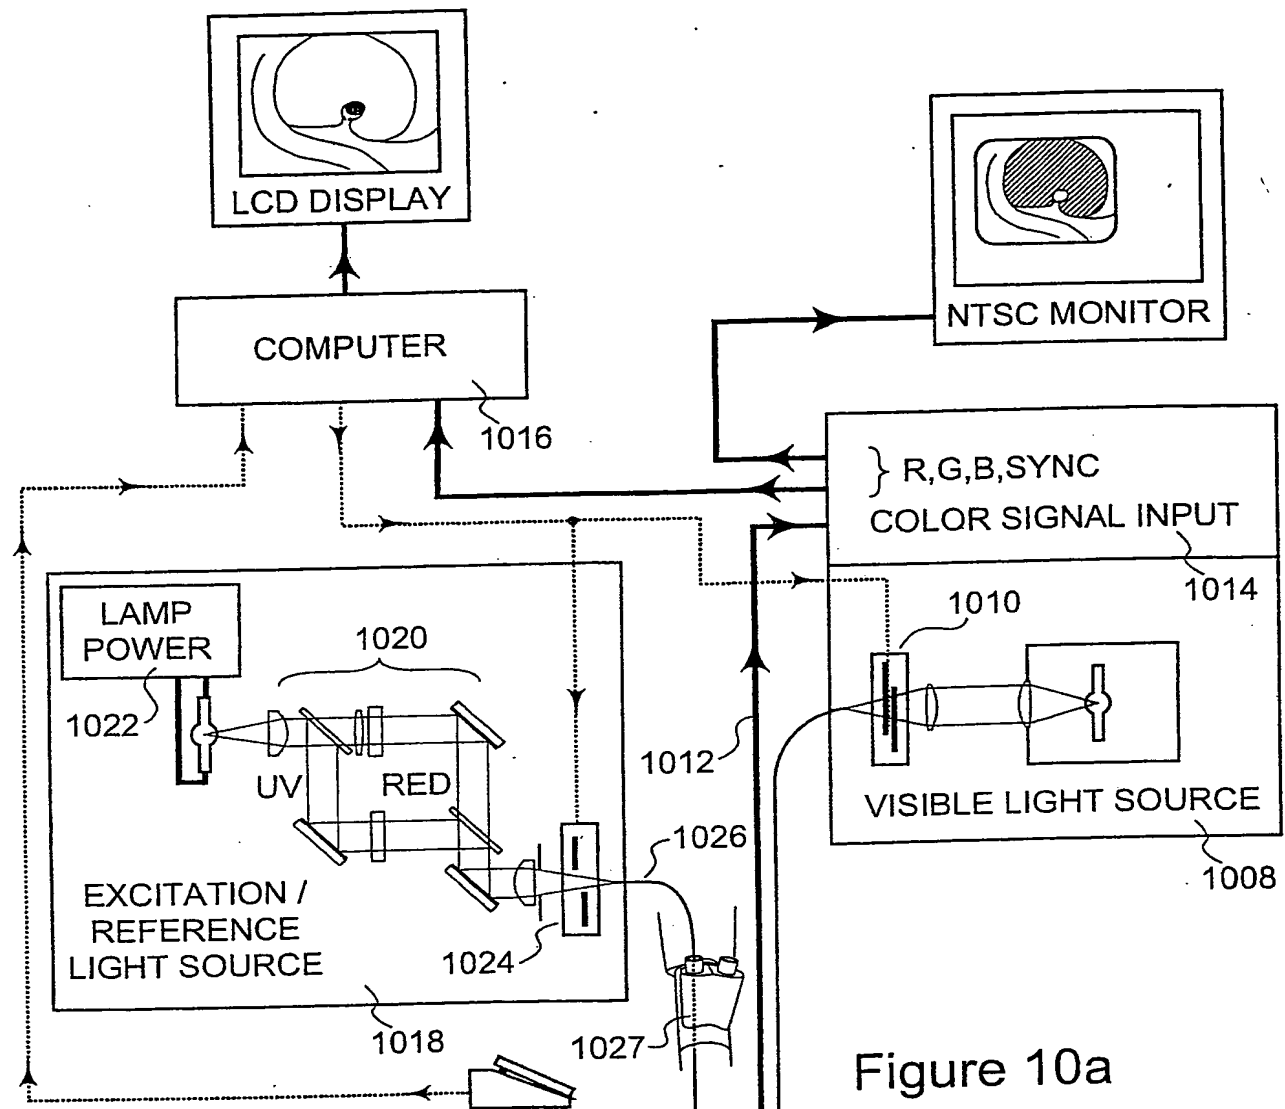 LCD DISPLAY
NTSC MONITOR
COMPUTER
1016
R,G,B,SYNC
COLOR SIGNAL INPUT
1014
LAMP
POWER
1022
1020
UV
RED
1010
1012
VISIBLE LIGHT SOURCE
1008
1026
EXCITATION /
REFERENCE
LIGHT SOURCE
1024
1018
1027
Figure 10a